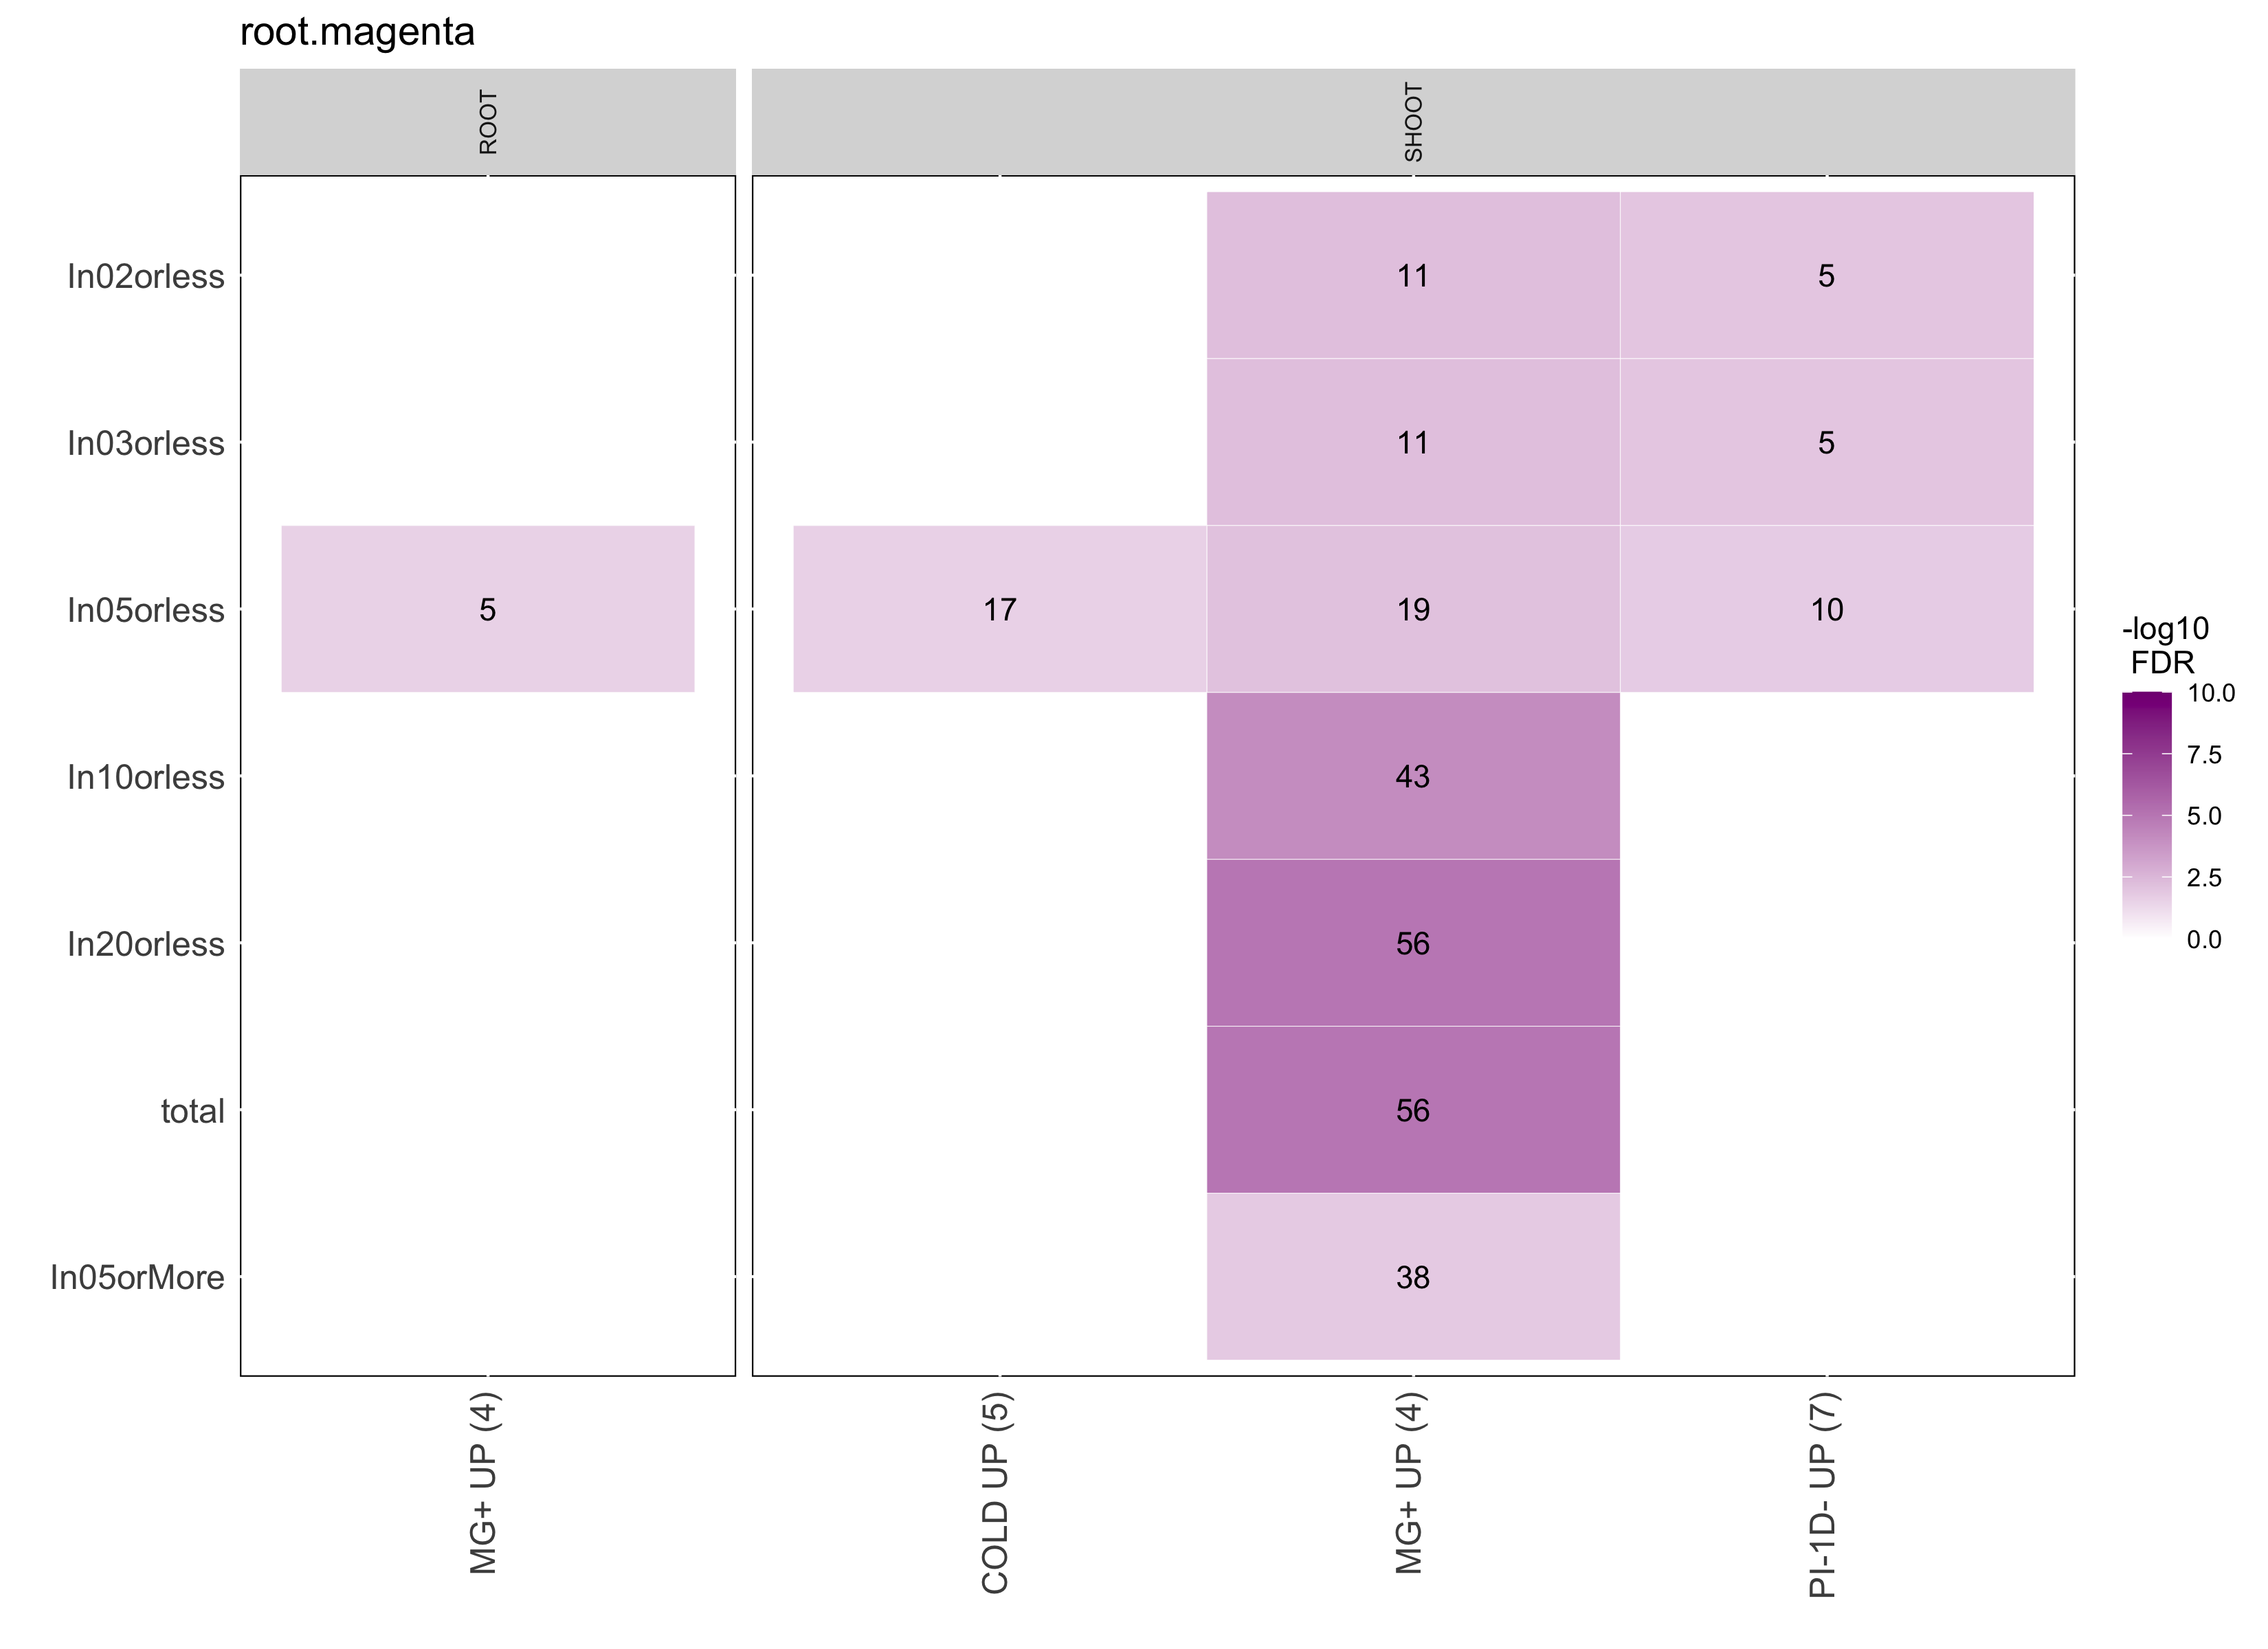 root.magenta
ROOT
SHOOT
In02orless
11
5
In03orless
11
5
In05orless
5
17
19
10
In10orless
43
In20orless
56
total
56
In05orMore
38
MG+ UP (4)
COLD UP (5)
MG+ UP (4)
PI-1D- UP (7)
-log10
FDR
10.0
7.5
5.0
2.5
0.0